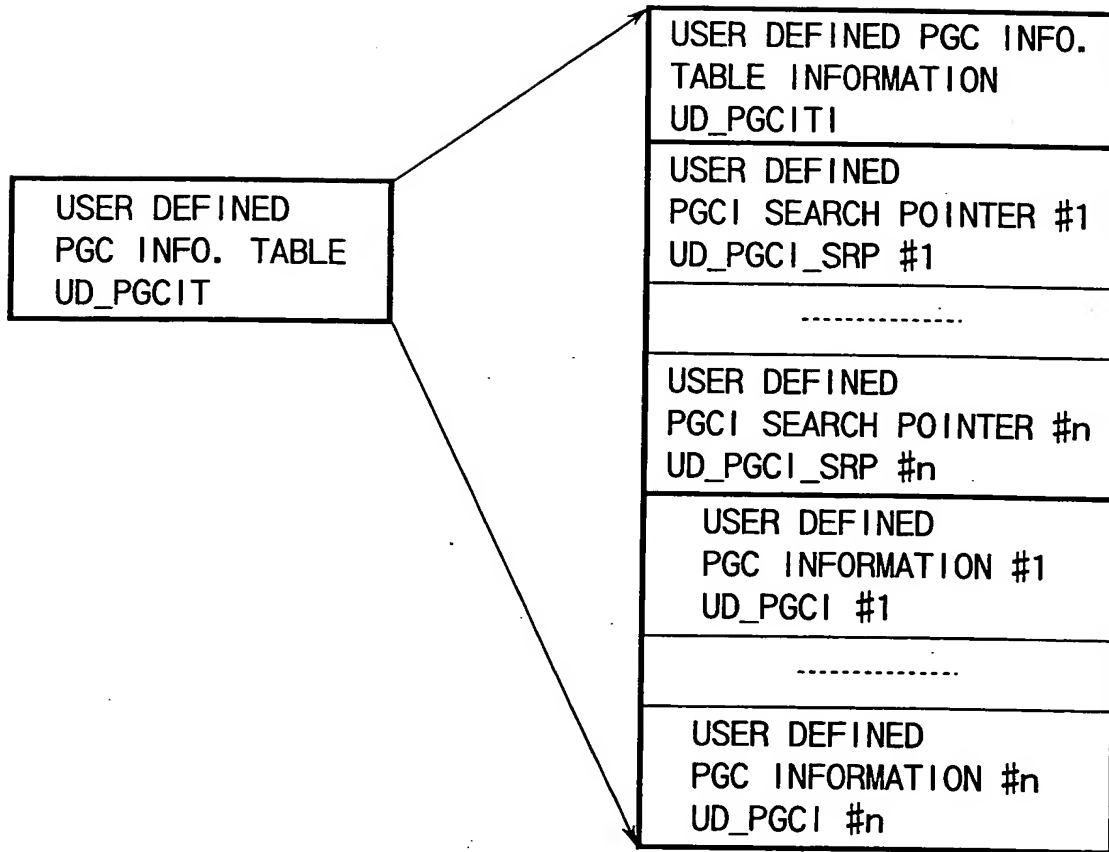 USER DEFINED
PGC INFO. TABLE
UD_PGCIT
USER DEFINED PGC INFO.
TABLE INFORMATION
UD_PGCITI
USER DEFINED
PGCI SEARCH POINTER #1
UD_PGCI_SRP #1
---------------
USER DEFINED
PGCI SEARCH POINTER #n
UD_PGCI_SRP #n
USER DEFINED
PGC INFORMATION #1
UD_PGCI #1
---------------
USER DEFINED
PGC INFORMATION #n
UD_PGCI #n